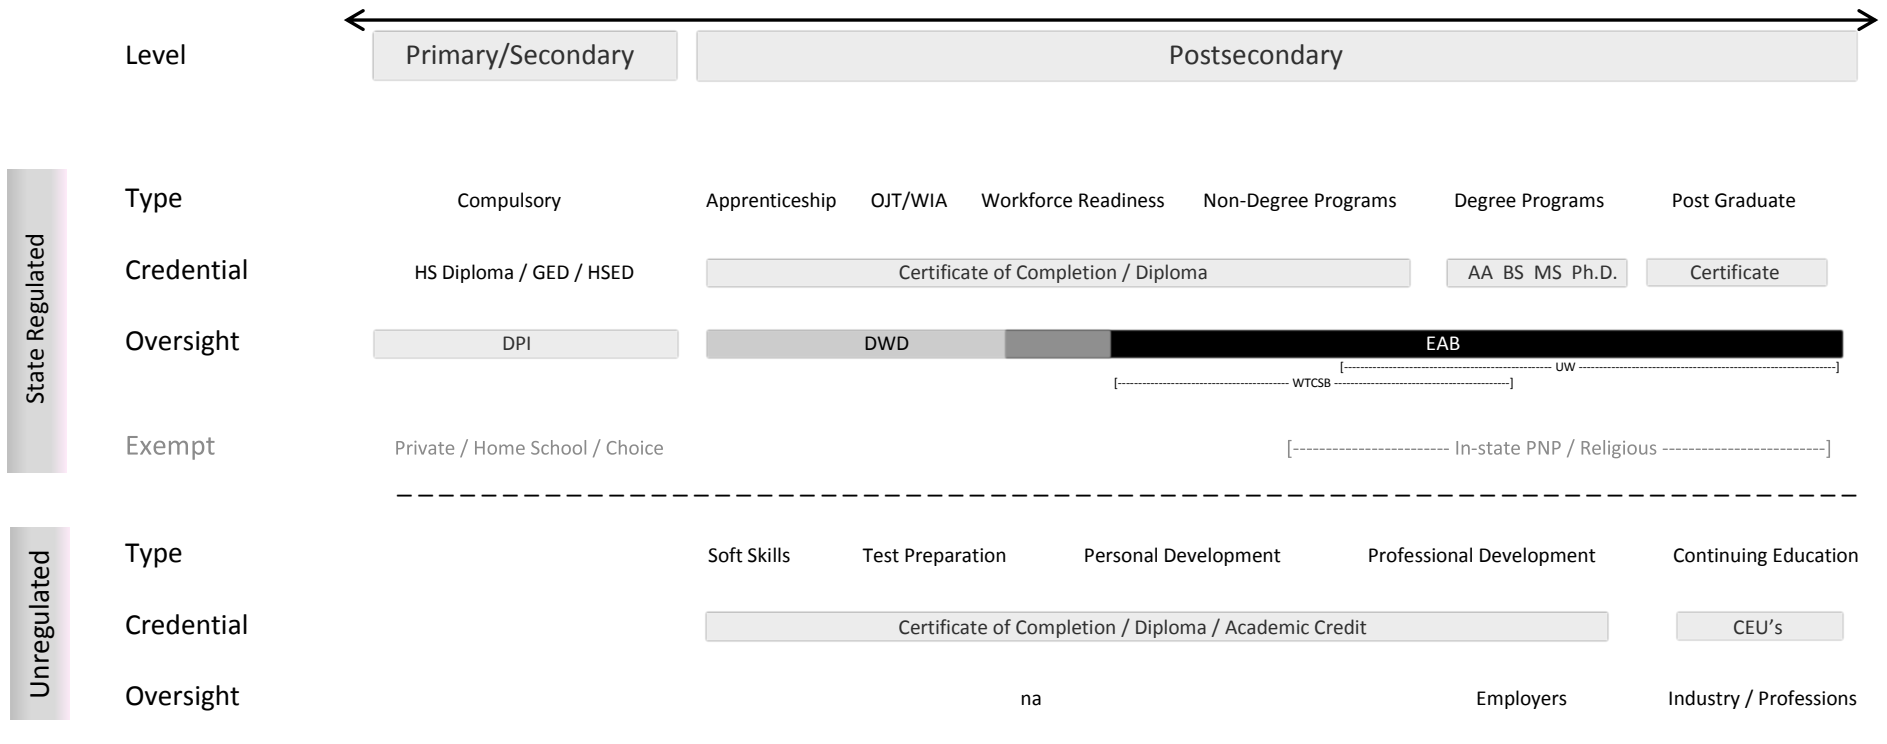 Level Primary/Secondary Postsecondary
State Regulated
Type Compulsory Apprenticeship OJT/WIA Workforce Readiness Non-Degree Programs Degree Programs Post Graduate
Credential HS Diploma / GED / HSED Certificate of Completion / Diploma AA BS MS Ph.D. Certificate
Oversight DPI DWD EAB
[---------- UW ----------]
[---------- WTCSB ----------]
Exempt Private / Home School / Choice [---------- In-state PNP / Religious ----------]
Unregulated
Type Soft Skills Test Preparation Personal Development Professional Development Continuing Education
Credential Certificate of Completion / Diploma / Academic Credit CEU’s
Oversight na Employers Industry / Professions